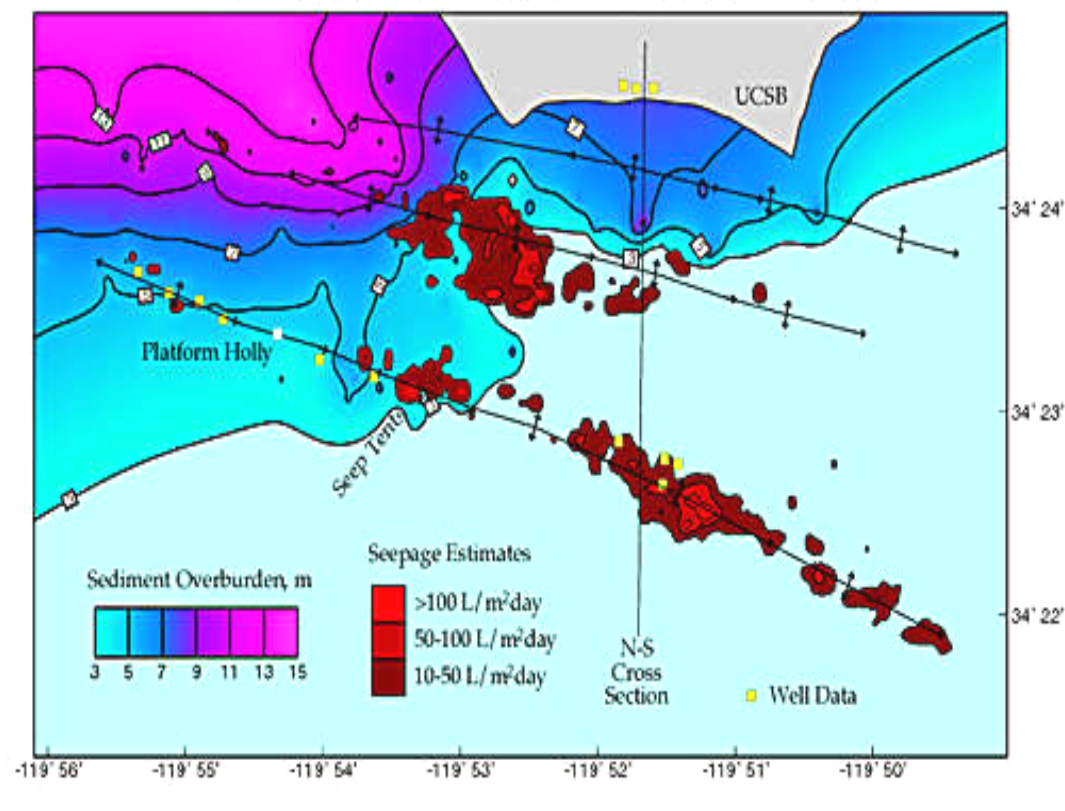 UCSB
34° 24'
Platform Holly
34° 23'
Seep Tent
Seepage Estimates
Sediment Overburden, m
>100 L/m²day
50-100 L/m²day
10-50 L/m²day
3 5 7 9 11 13 15
34° 22'
N-S
Cross
Section
Well Data
-119° 56' -119° 55' -119° 54' -119° 53' -119° 52' -119° 51' -119° 50'